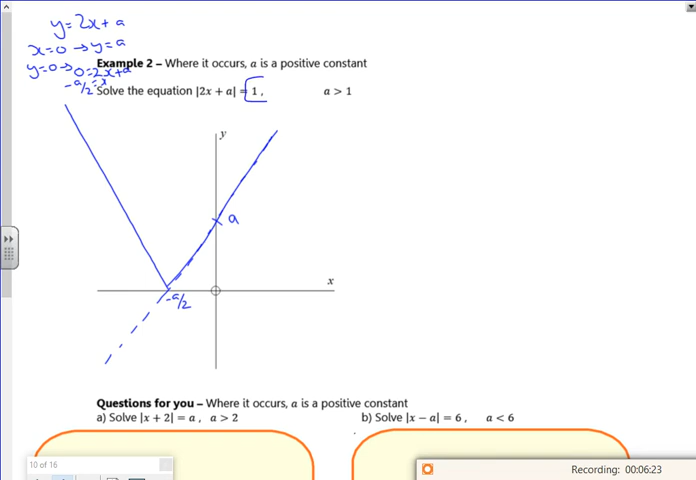 y=2x+a
x=0 → y=a
y=0 → 0=2x+a
-a/2=x
Example 2 – Where it occurs, a is a positive constant
Solve the equation |2x + a| = 1, a > 1
y
a
x
-a/2
Questions for you – Where it occurs, a is a positive constant
a) Solve |x + 2| = a, a > 2 b) Solve |x − a| = 6, a < 6
10 of 16
Recording: 00:06:23